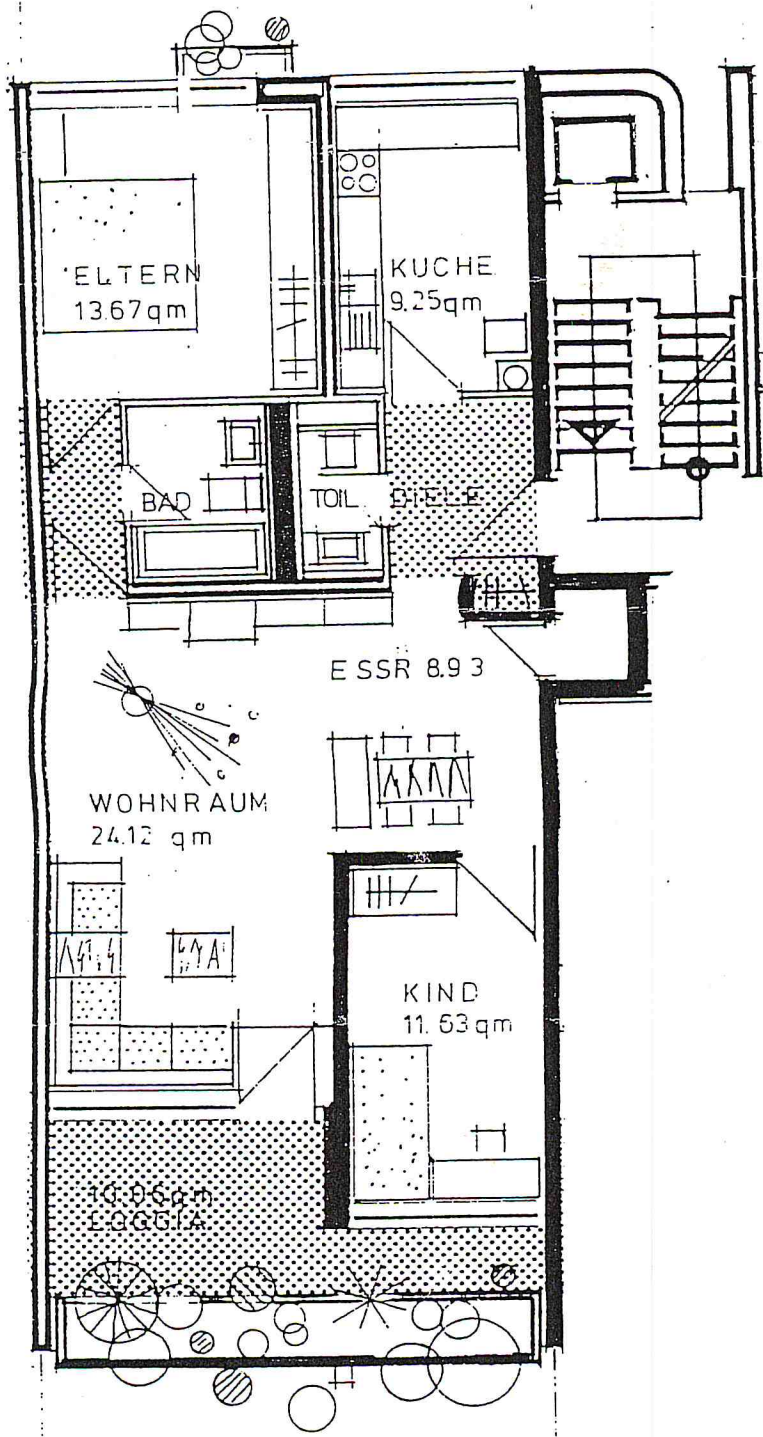 ELTERN
13.67qm
KUCHE
9.25qm
BAD
TOIL
DIELE
ESSR 8.93
WOHNRAUM
24.12 qm
KIND
11.63qm
10.06qm
LOGGIA